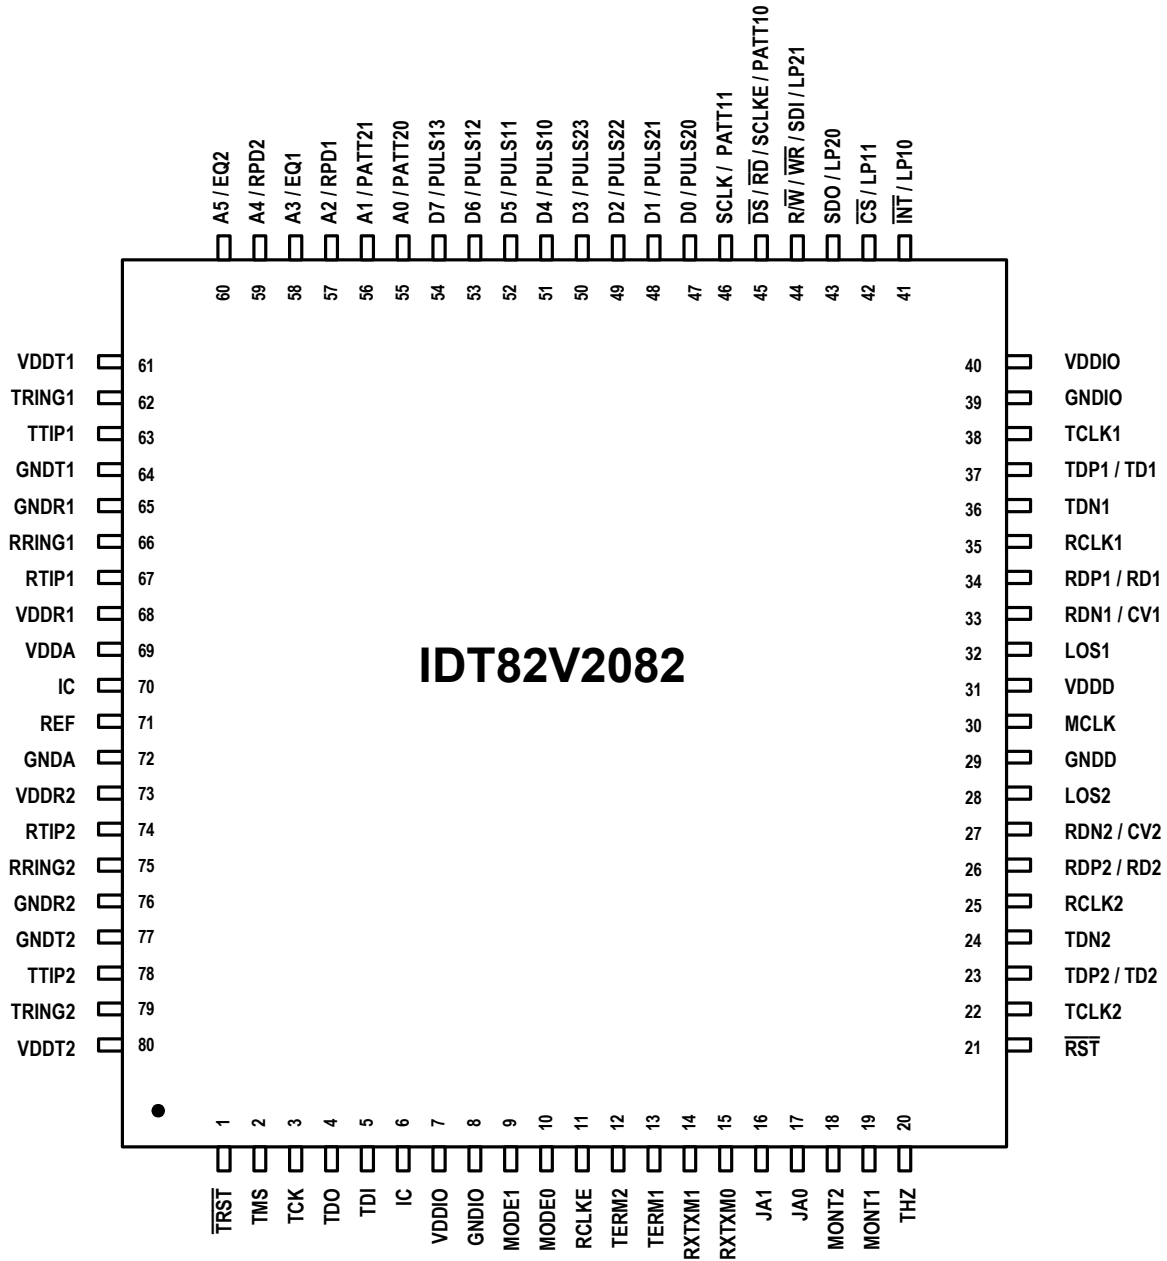 A5 / EQ2
A4 / RPD2
A3 / EQ1
A2 / RPD1
A1 / PATT21
A0 / PATT20
D7 / PULS13
D6 / PULS12
D5 / PULS11
D4 / PULS10
D3 / PULS23
D2 / PULS22
D1 / PULS21
D0 / PULS20
SCLK / PATT11
D̅S̅ / R̅D̅ / SCLKE / PATT10
R/W̅ / W̅R̅ / SDI / LP21
SDO / LP20
C̅S̅ / LP11
I̅N̅T̅ / LP10
60
59
58
57
56
55
54
53
52
51
50
49
48
47
46
45
44
43
42
41
VDDT1 61
TRING1 62
TTIP1 63
GNDT1 64
GNDR1 65
RRING1 66
RTIP1 67
VDDR1 68
VDDA 69
IC 70
REF 71
GNDA 72
VDDR2 73
RTIP2 74
RRING2 75
GNDR2 76
GNDT2 77
TTIP2 78
TRING2 79
VDDT2 80
IDT82V2082
40 VDDIO
39 GNDIO
38 TCLK1
37 TDP1 / TD1
36 TDN1
35 RCLK1
34 RDP1 / RD1
33 RDN1 / CV1
32 LOS1
31 VDDD
30 MCLK
29 GNDD
28 LOS2
27 RDN2 / CV2
26 RDP2 / RD2
25 RCLK2
24 TDN2
23 TDP2 / TD2
22 TCLK2
21 R̅S̅T̅
1
2
3
4
5
6
7
8
9
10
11
12
13
14
15
16
17
18
19
20
T̅R̅S̅T̅
TMS
TCK
TDO
TDI
IC
VDDIO
GNDIO
MODE1
MODE0
RCLKE
TERM2
TERM1
RXTXM1
RXTXM0
JA1
JA0
MONT2
MONT1
THZ